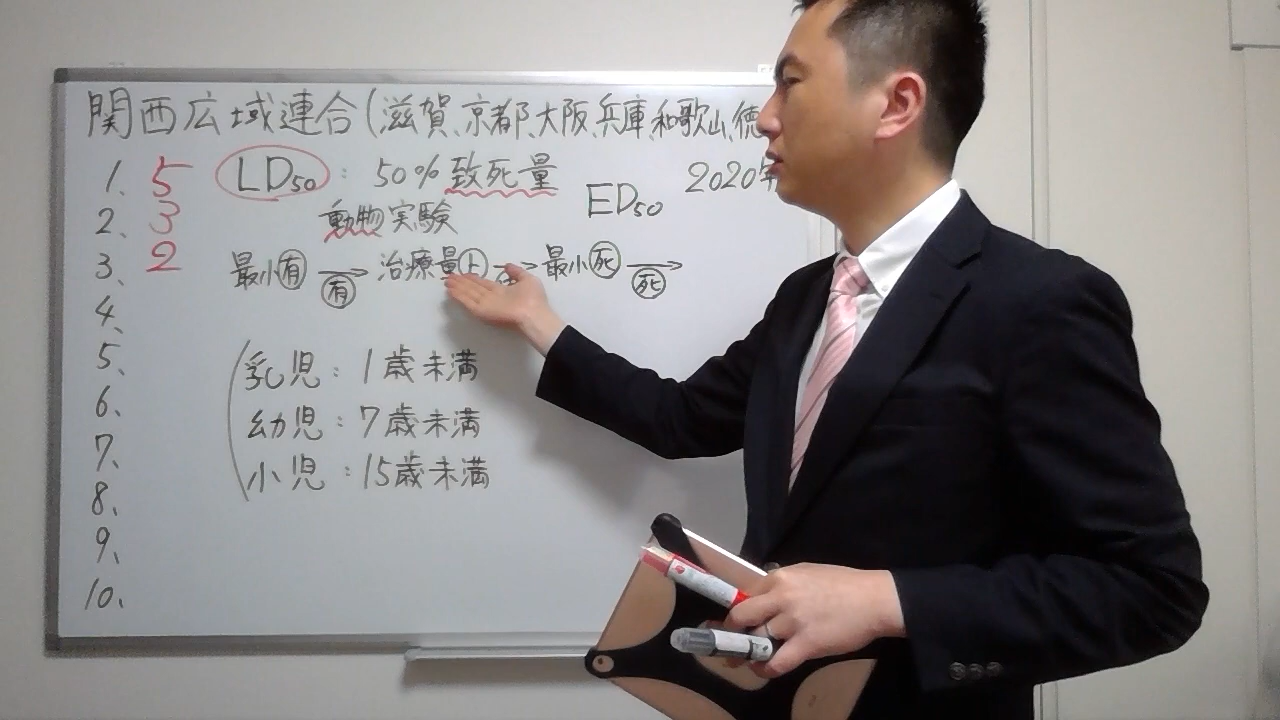 関西広域連合(滋賀、京都、大阪、兵庫、和歌山、徳
1、 5 LD50 : 50%致死量 ED50 2020年
2、 3 動物実験
3、 2 最小有 → 有 治療量上 → 最小死 → 死
4、
5、 乳児:1歳未満
6、 幼児:7歳未満
7、 小児:15歳未満
8、
9、
10、